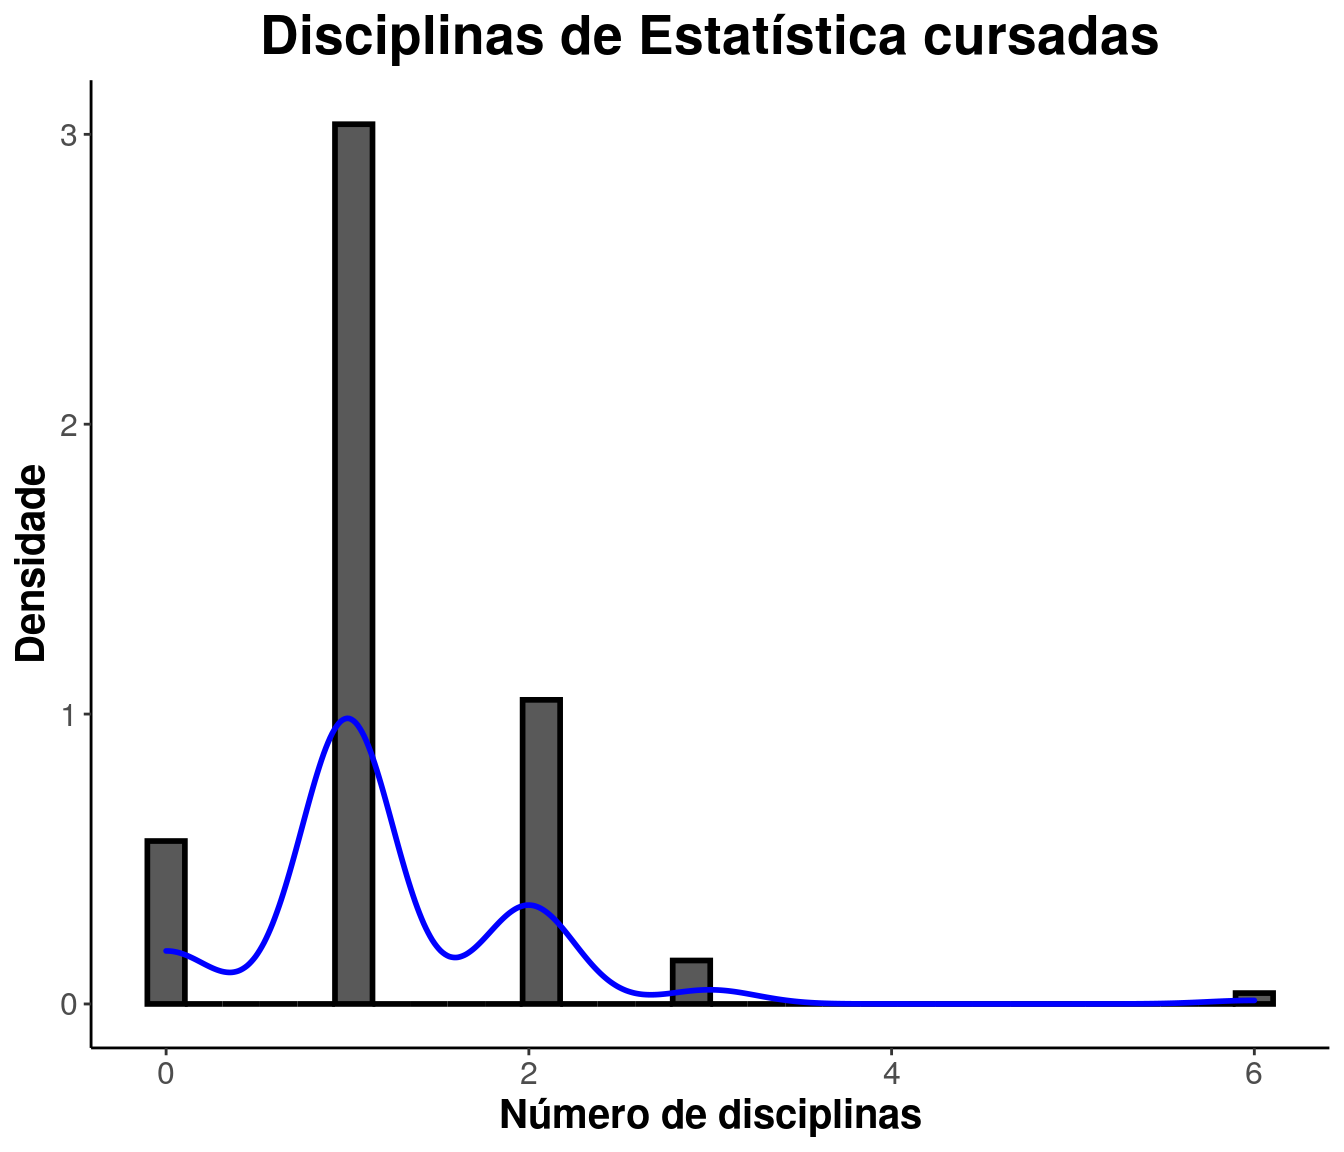 Disciplinas de Estatística cursadas
3
2
1
0
Densidade
0 2 4 6
Número de disciplinas